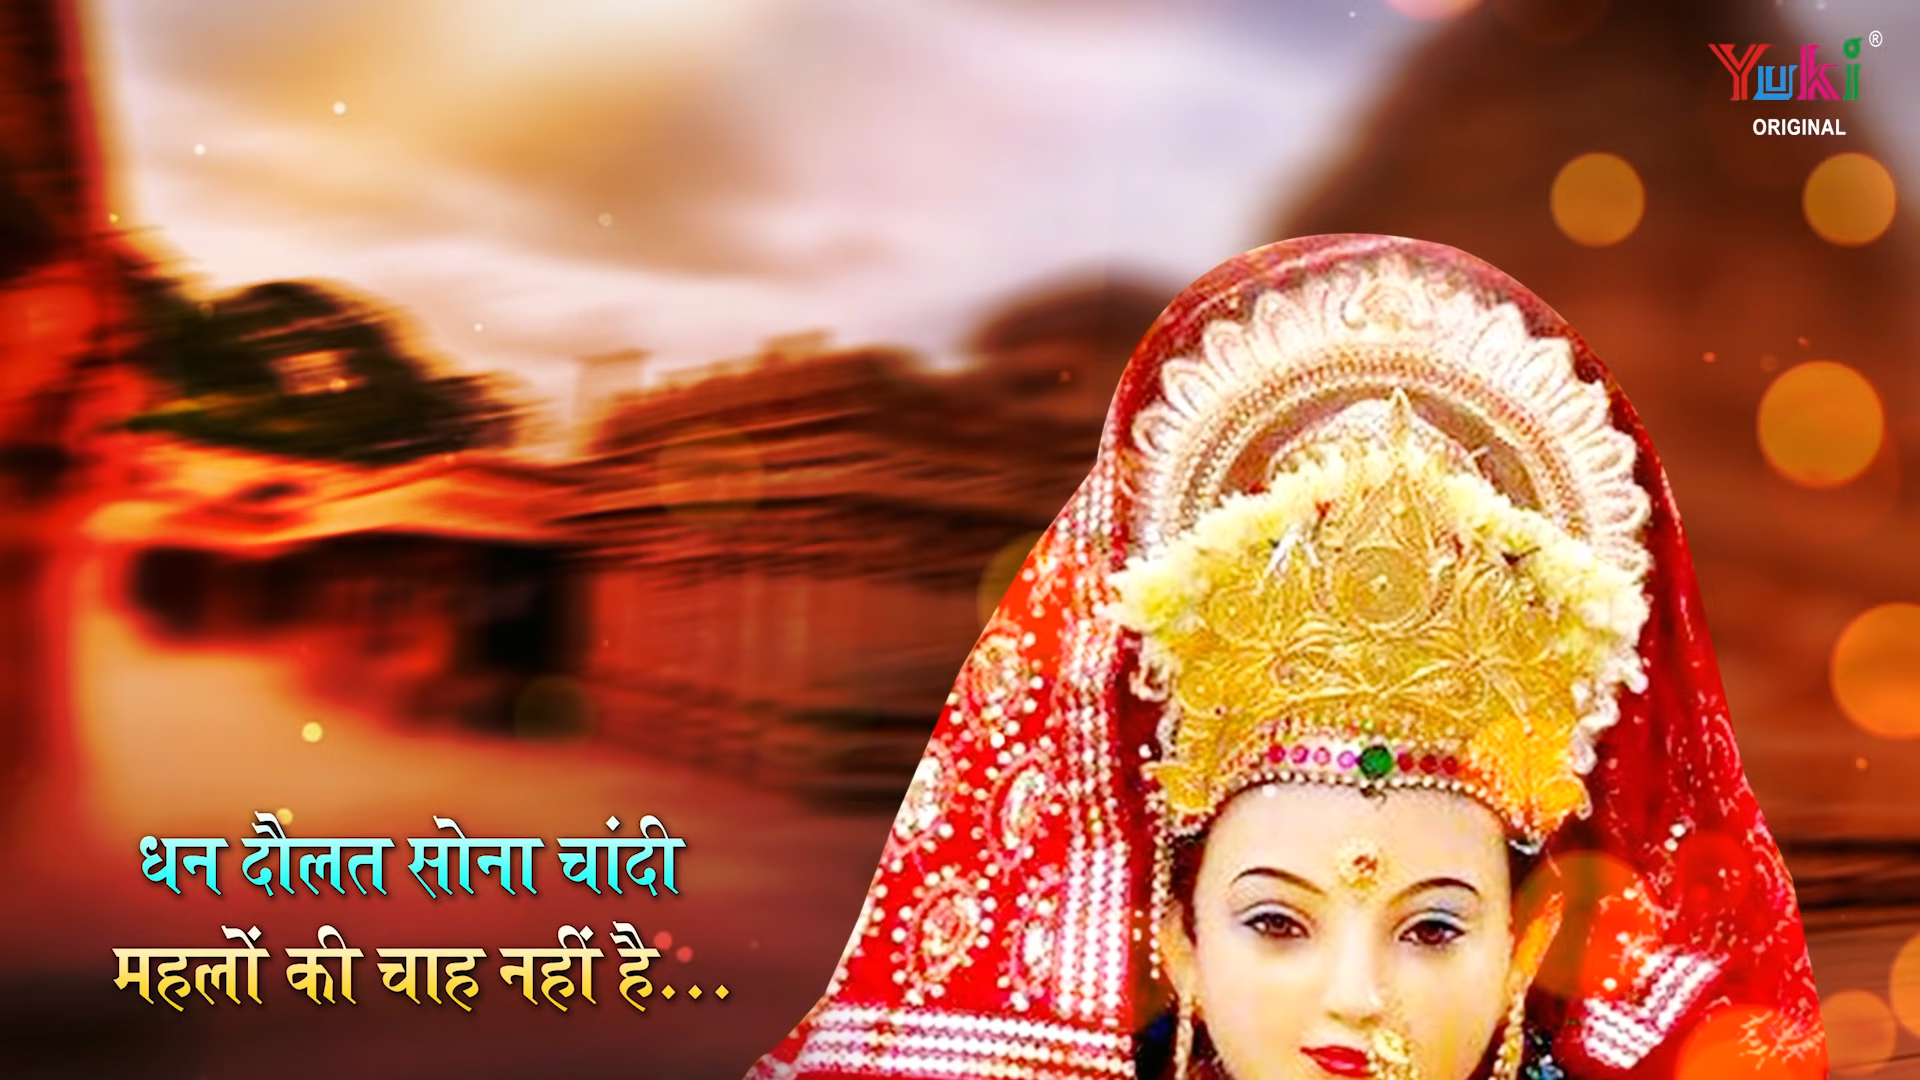 Yuki®
ORIGINAL
धन दौलत सोना चांदी
महलों की चाह नहीं है...